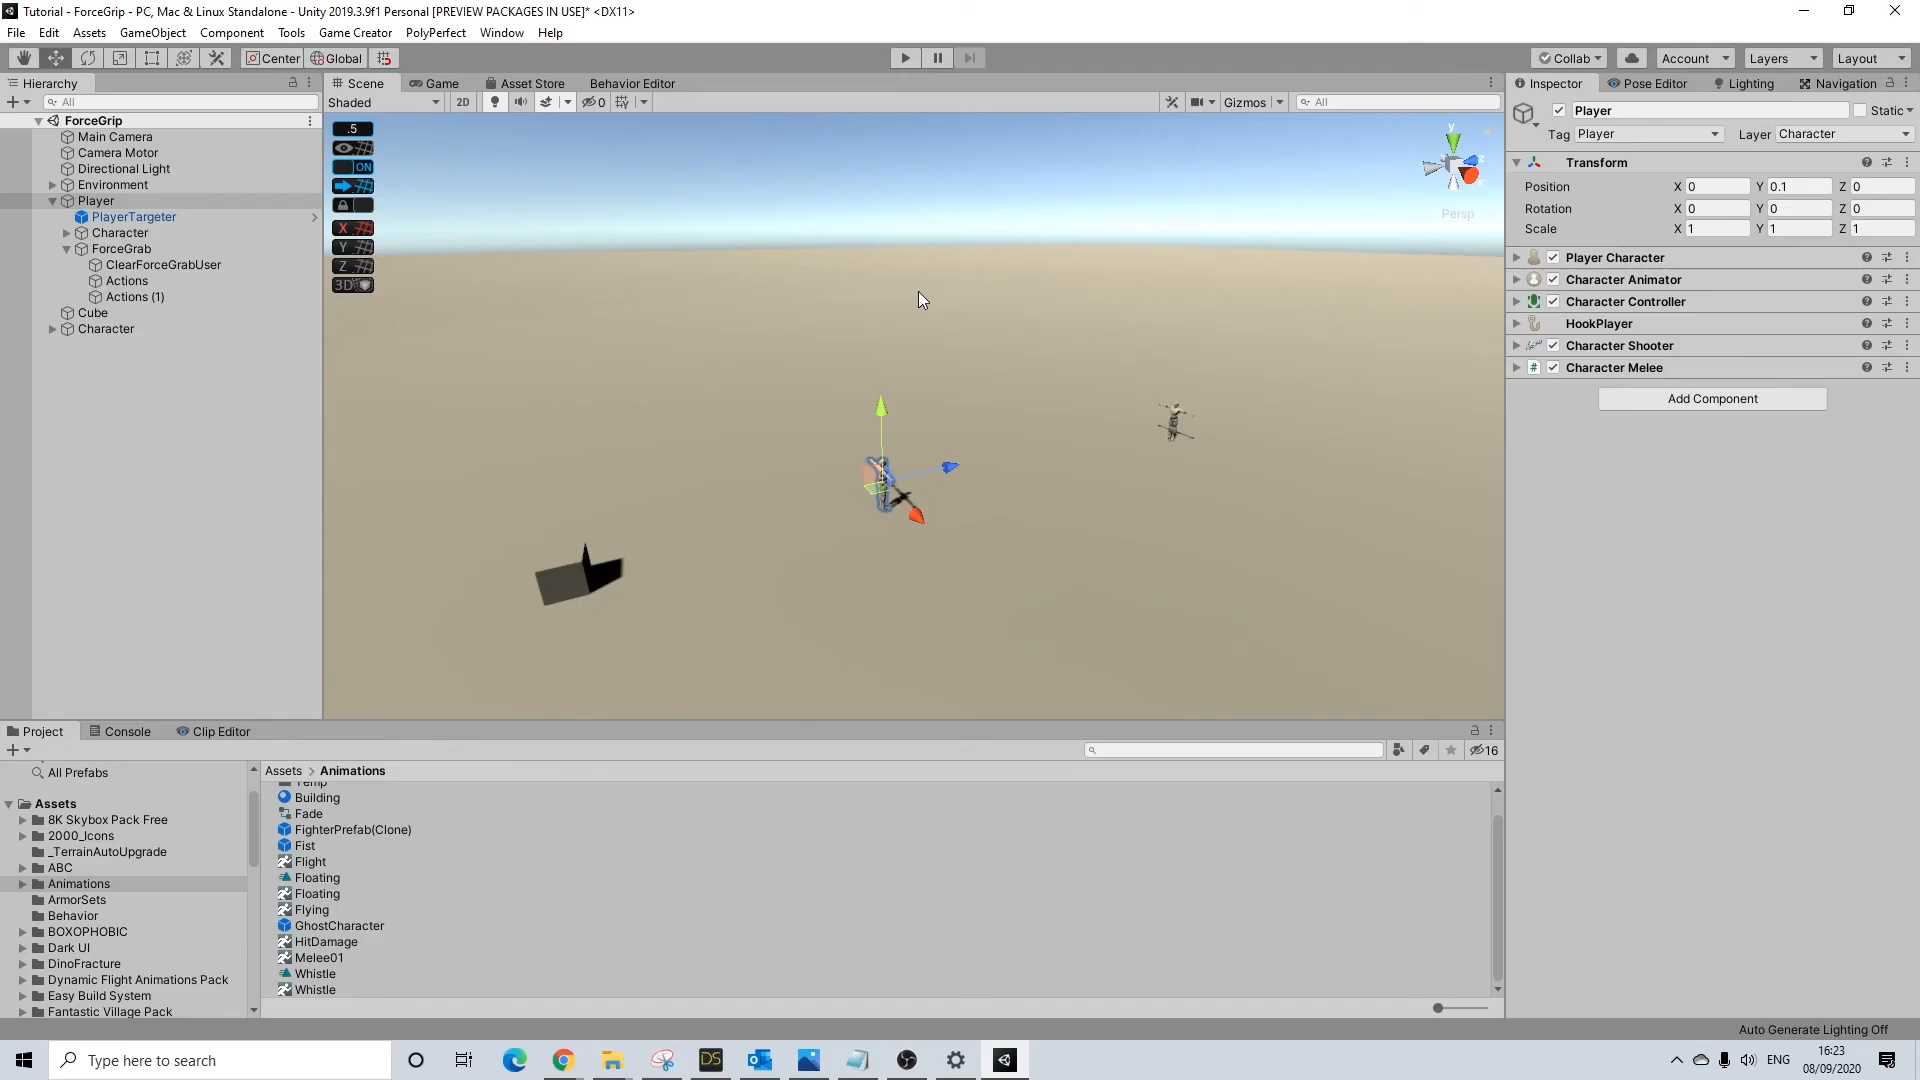 Tutorial - ForceGrip - PC, Mac & Linux Standalone - Unity 2019.3.9f1 Personal [PREVIEW PACKAGES IN USE]* <DX11>
File Edit Assets GameObject Component Tools Game Creator PolyPerfect Window Help
Center Global Collab Account Layers Layout
Hierarchy Scene Game Asset Store Behavior Editor Inspector Pose Editor Lighting Navigation
All Shaded 2D 0 Gizmos All
ForceGrip
Main Camera
Camera Motor
Directional Light
Environment
Player
PlayerTargeter
Character
ForceGrab
ClearForceGrabUser
Actions
Actions (1)
Cube
Character
.5
ON
X
Y
Z
3D
y
z
Persp
Player Static
Tag Player Layer Character
Transform
Position X 0 Y 0.1 Z 0
Rotation X 0 Y 0 Z 0
Scale X 1 Y 1 Z 1
Player Character
Character Animator
Character Controller
HookPlayer
Character Shooter
# Character Melee
Add Component
Project Console Clip Editor
16
All Prefabs
Assets
8K Skybox Pack Free
2000_Icons
_TerrainAutoUpgrade
ABC
Animations
ArmorSets
Behavior
BOXOPHOBIC
Dark UI
DinoFracture
Dynamic Flight Animations Pack
Easy Build System
Fantastic Village Pack
Assets > Animations
Temp
Building
Fade
FighterPrefab(Clone)
Fist
Flight
Floating
Floating
Flying
GhostCharacter
HitDamage
Melee01
Whistle
Whistle
Auto Generate Lighting Off
Type here to search
DS
ENG
16:23
08/09/2020